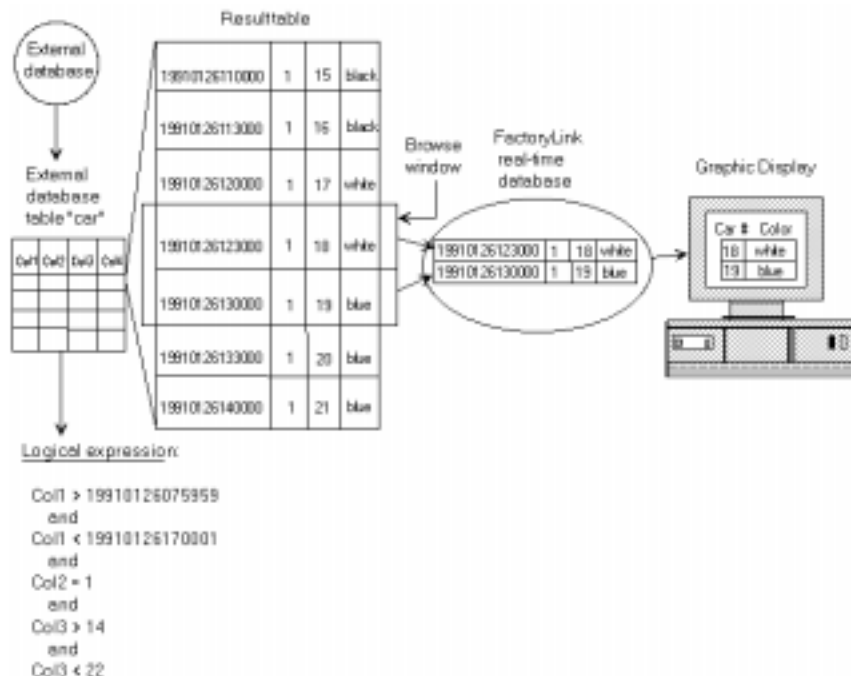 Resulttable
External
database
19910126110000 1 15 black
19910126113000 1 16 black
19910126120000 1 17 white
19910126123000 1 18 white
19910126130000 1 19 blue
19910126133000 1 20 blue
19910126140000 1 21 blue
External
database
table "car"
Col1 Col2 Col3 Col4
Browse
window
FactoryLink
real-time
database
19910126123000 1 18 white
19910126130000 1 19 blue
Graphic Display
Car # Color
18 white
19 blue
Logical expression:
Col1 > 19910126075959
and
Col1 < 19910126170001
and
Col2 = 1
and
Col3 > 14
and
Col3 < 22